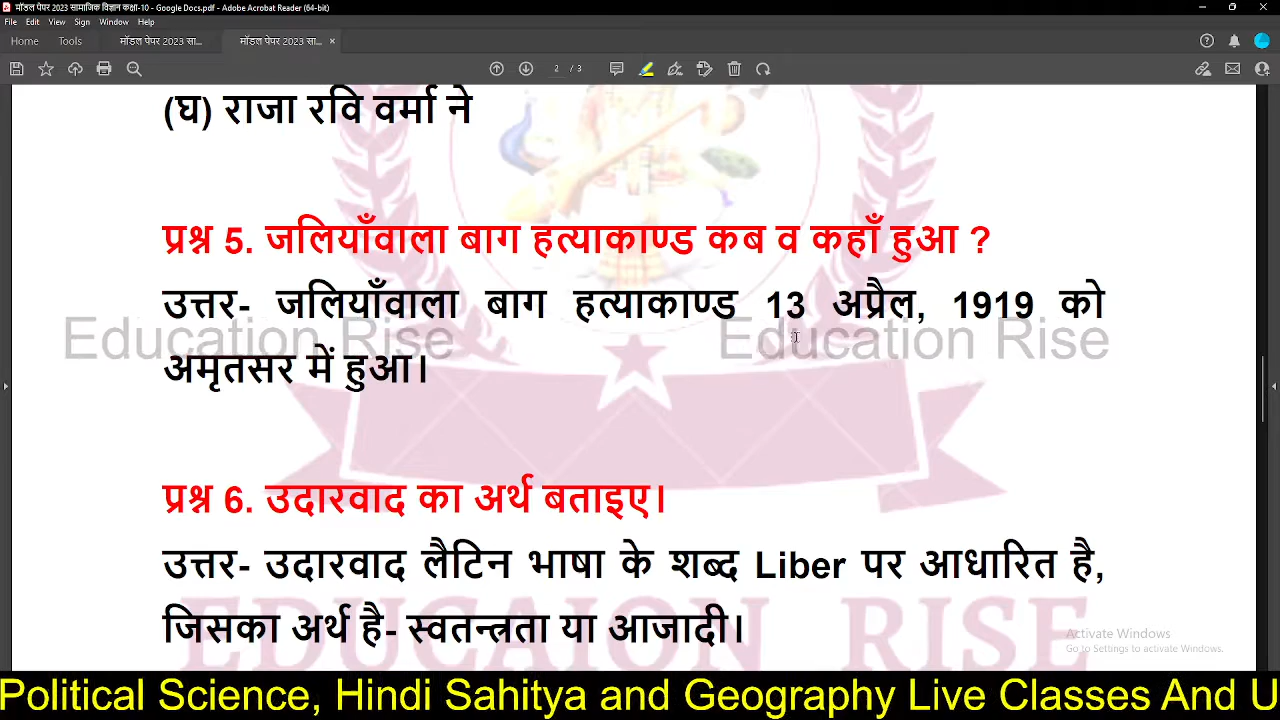 मॉडल पेपर 2023 सामाजिक विज्ञान कक्षा-10 - Google Docs.pdf - Adobe Acrobat Reader (64-bit)
File Edit View Sign Window Help
Home Tools मॉडल पेपर 2023 सा... मॉडल पेपर 2023 सा... ×
2 / 3
(घ) राजा रवि वर्मा ने
प्रश्न 5. जलियाँवाला बाग हत्याकाण्ड कब व कहाँ हुआ ?
उत्तर- जलियाँवाला बाग हत्याकाण्ड 13 अप्रैल, 1919 को
Education Rise Education Rise
अमृतसर में हुआ।
प्रश्न 6. उदारवाद का अर्थ बताइए।
उत्तर- उदारवाद लैटिन भाषा के शब्द Liber पर आधारित है,
EDUCAION RISE
जिसका अर्थ है- स्वतन्त्रता या आजादी।
Activate Windows
Go to Settings to activate Windows.
Political Science, Hindi Sahitya and Geography Live Classes And U